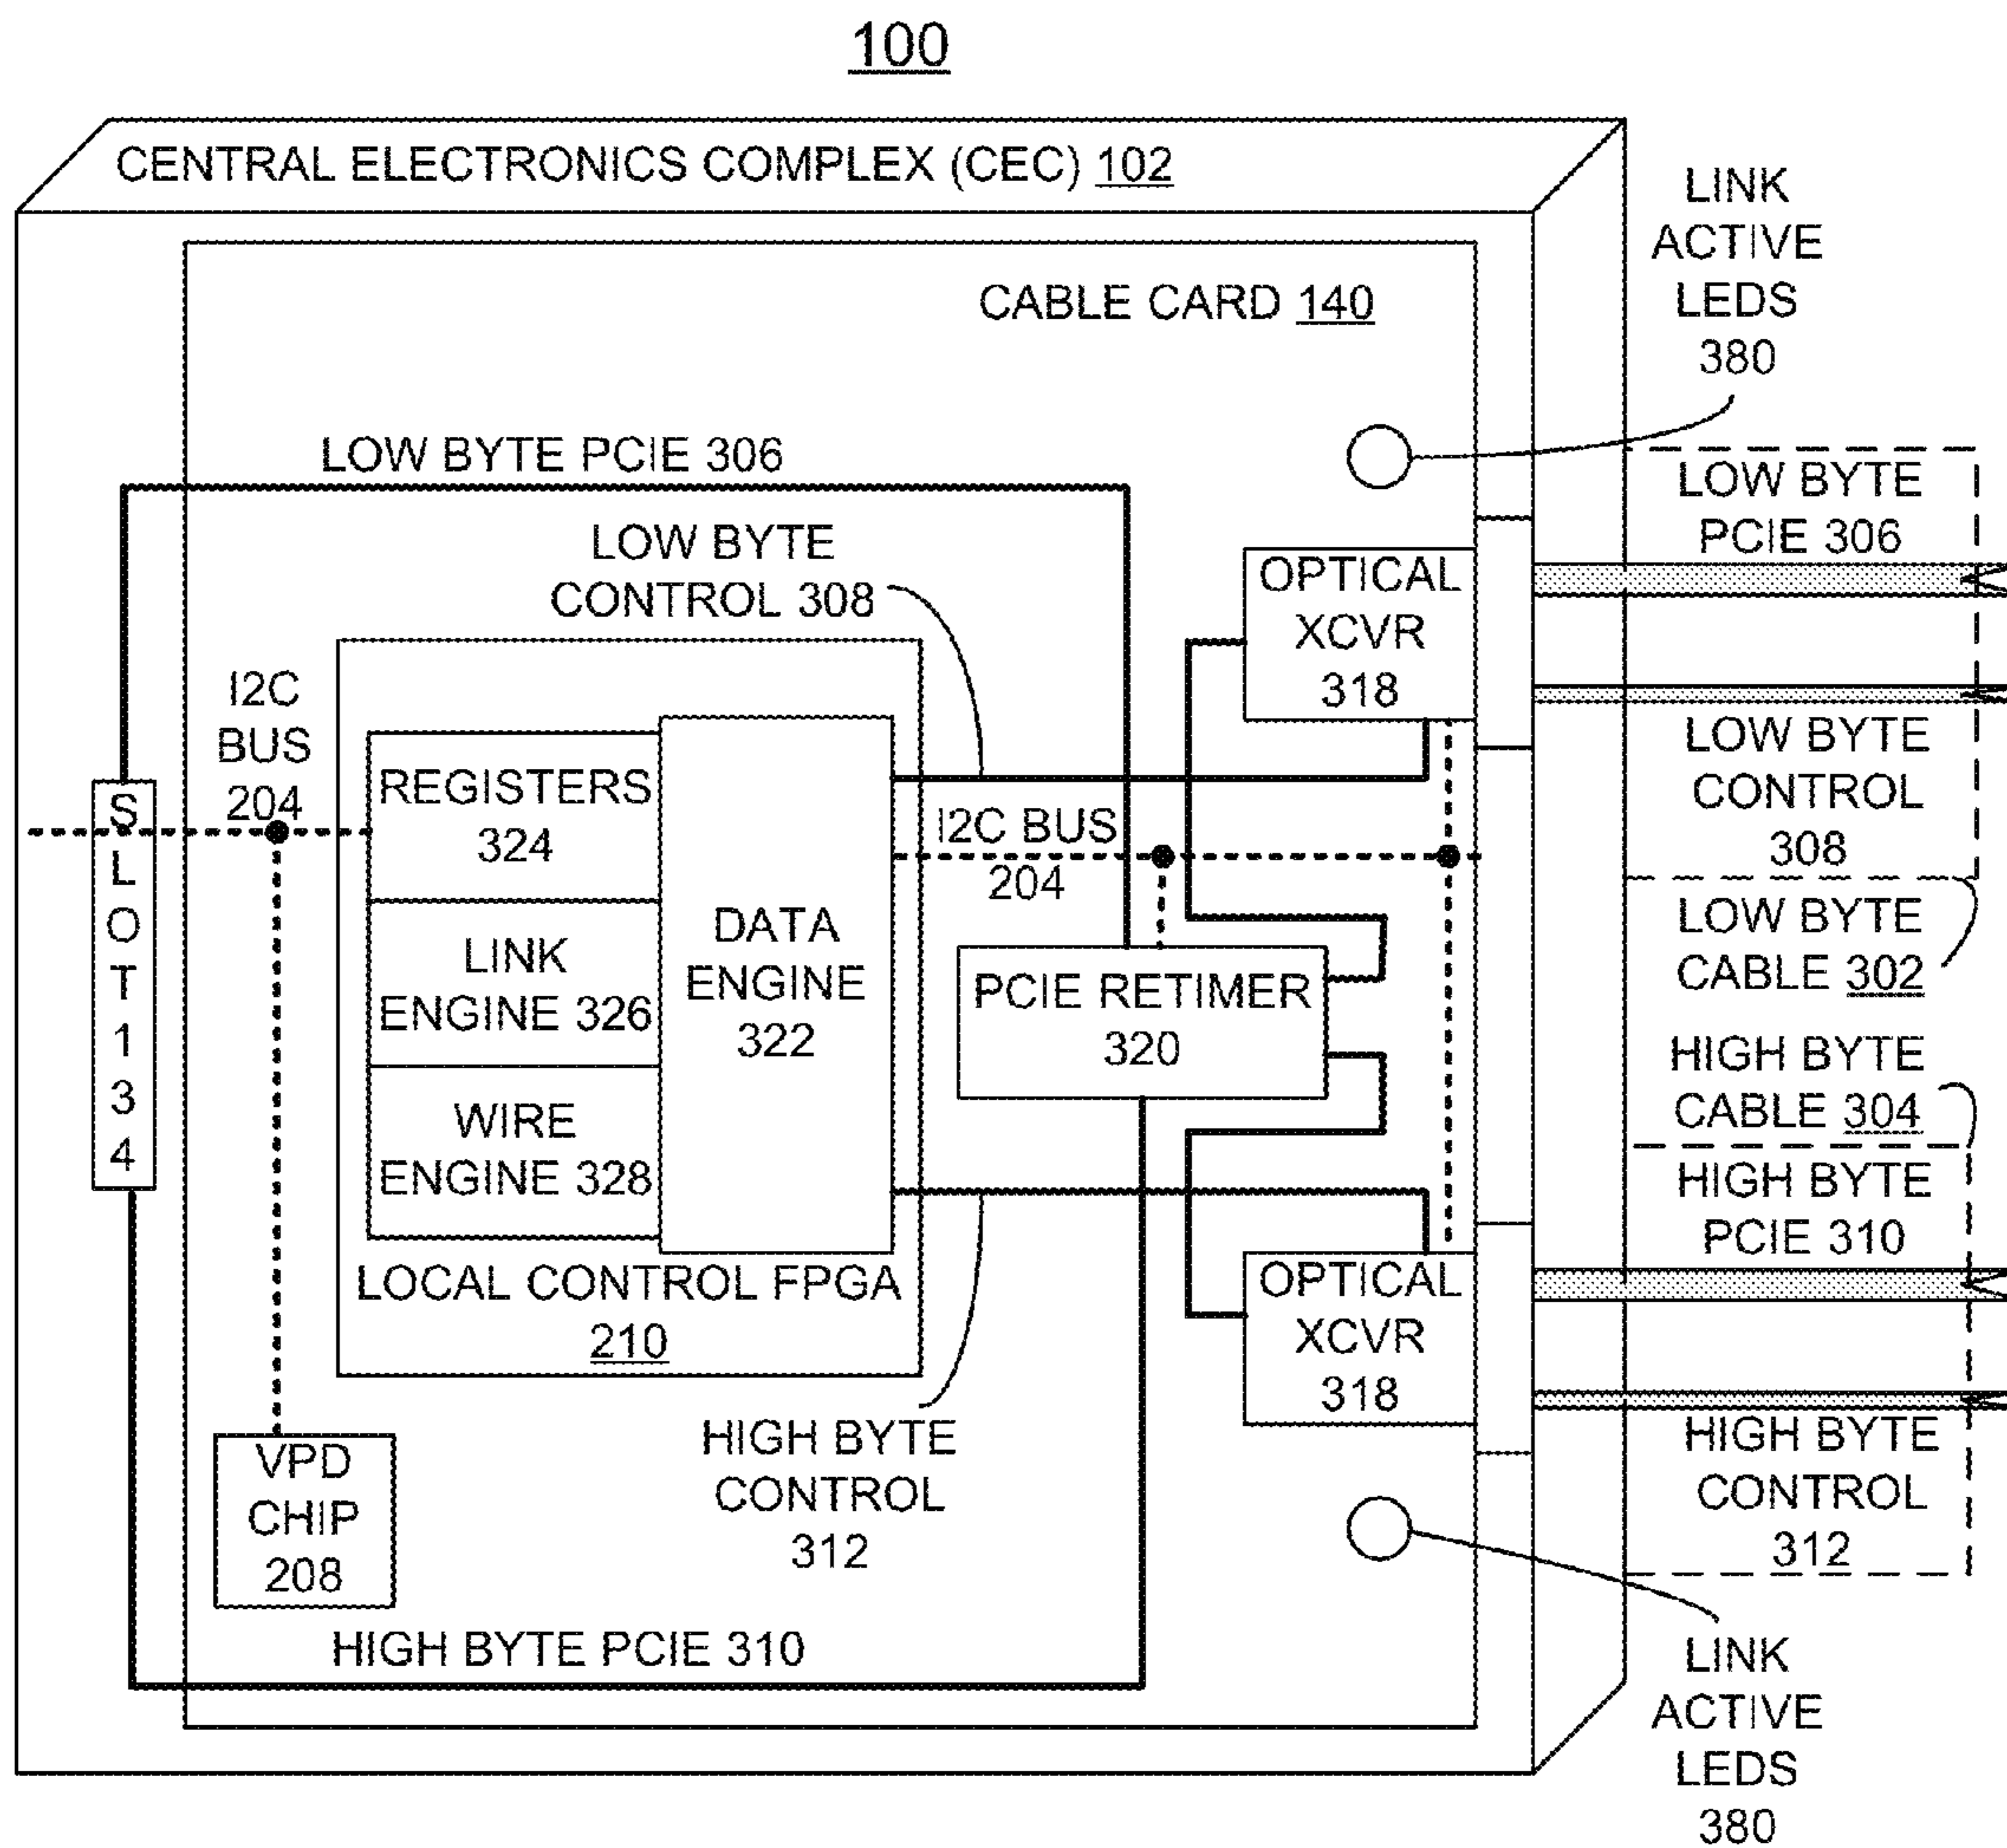 100
CENTRAL ELECTRONICS COMPLEX (CEC) 102
LINK
ACTIVE
LEDS
380
CABLE CARD 140
LOW BYTE PCIE 306
LOW BYTE
PCIE 306
LOW BYTE
CONTROL 308
OPTICAL
XCVR
318
I2C
BUS
204
LOW BYTE
CONTROL
308
SLOT134
REGISTERS
324
I2C BUS
204
LINK
ENGINE 326
DATA
ENGINE
322
PCIE RETIMER
320
LOW BYTE
CABLE 302
HIGH BYTE
CABLE 304
WIRE
ENGINE 328
HIGH BYTE
PCIE 310
LOCAL CONTROL FPGA
210
OPTICAL
XCVR
318
HIGH BYTE
CONTROL
312
HIGH BYTE
CONTROL
312
VPD
CHIP
208
HIGH BYTE PCIE 310
LINK
ACTIVE
LEDS
380